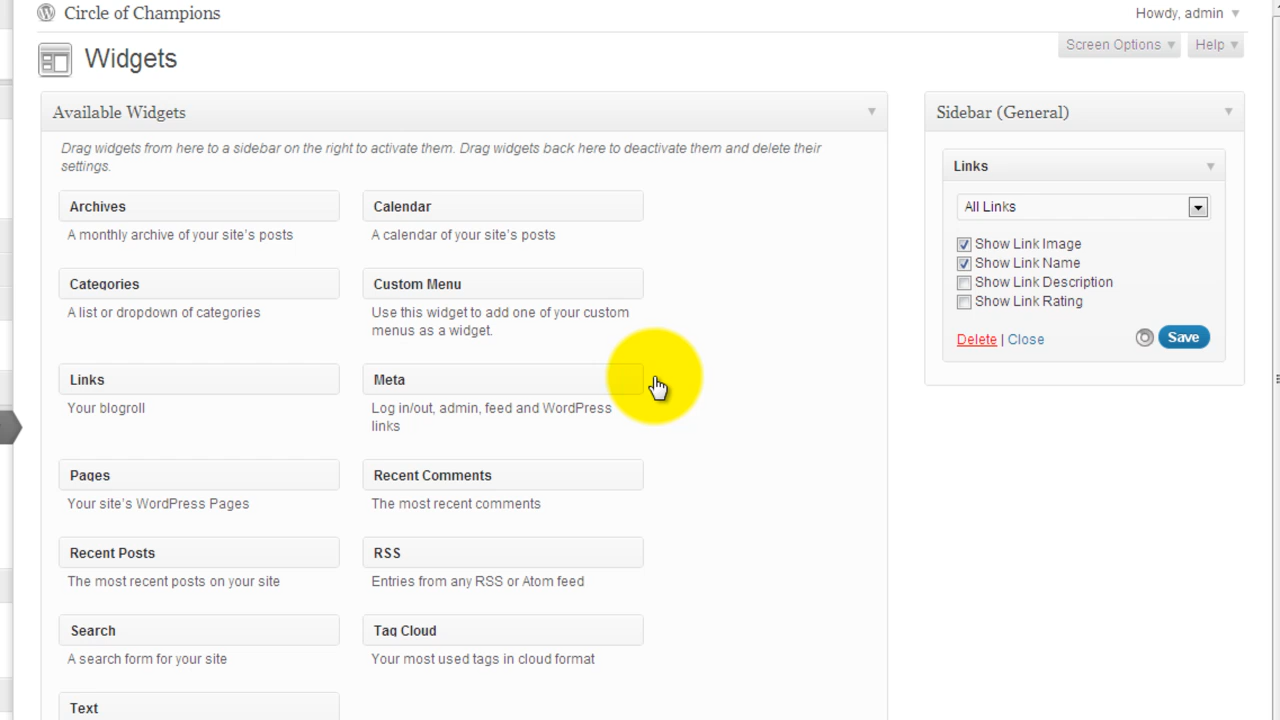 Circle of Champions
Howdy, admin
Screen Options
Help
Widgets
Available Widgets
Drag widgets from here to a sidebar on the right to activate them. Drag widgets back here to deactivate them and delete their
settings.
Archives
A monthly archive of your site's posts
Calendar
A calendar of your site's posts
Categories
A list or dropdown of categories
Custom Menu
Use this widget to add one of your custom
menus as a widget.
Links
Your blogroll
Meta
Log in/out, admin, feed and WordPress
links
Pages
Your site's WordPress Pages
Recent Comments
The most recent comments
Recent Posts
The most recent posts on your site
RSS
Entries from any RSS or Atom feed
Search
A search form for your site
Tag Cloud
Your most used tags in cloud format
Text
Sidebar (General)
Links
All Links
Show Link Image
Show Link Name
Show Link Description
Show Link Rating
Delete | Close
Save